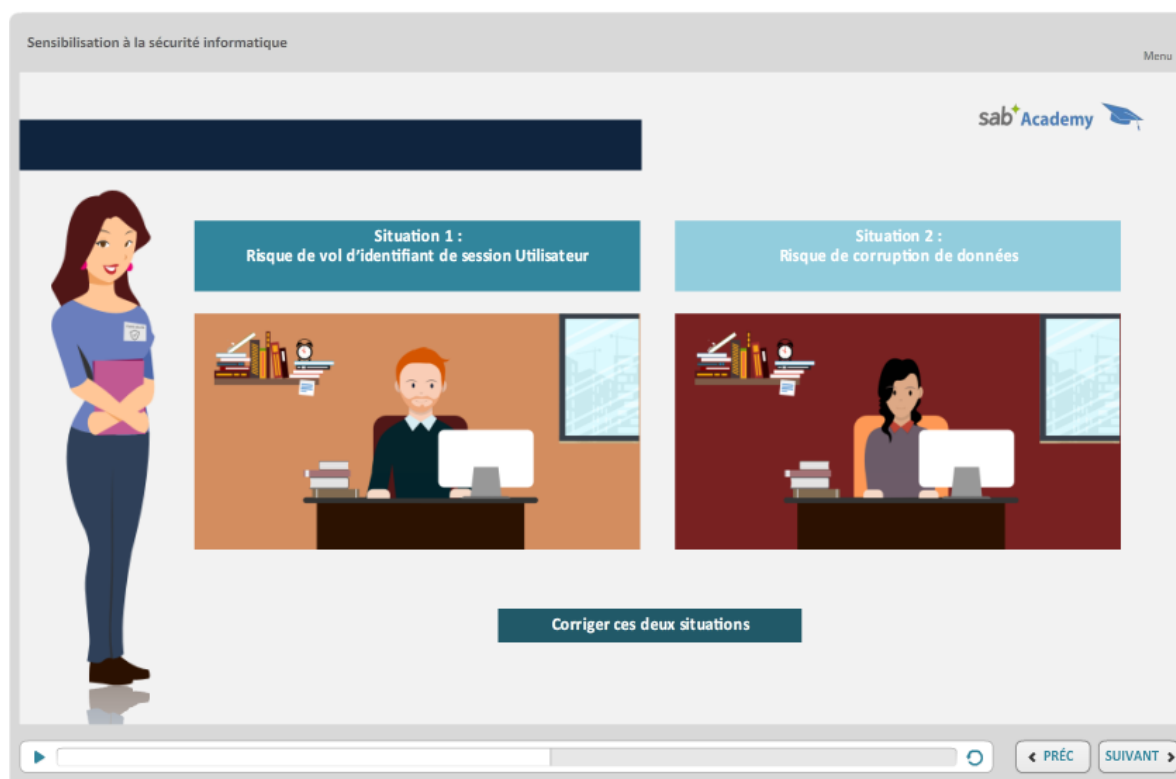 Sensibilisation à la sécurité informatique
Menu
sab+ Academy
Situation 1 :
Risque de vol d'identifiant de session Utilisateur
Situation 2 :
Risque de corruption de données
Corriger ces deux situations
PRÉC
SUIVANT